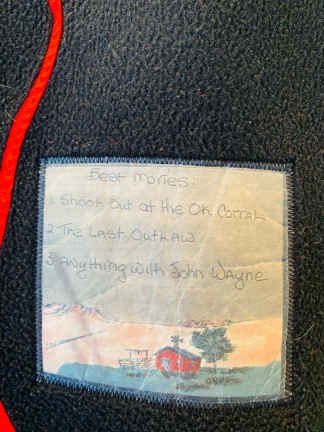 Best Movies
1 Shoot Out at the OK Corral
2 The Last Outlaw
3 Anything with John Wayne